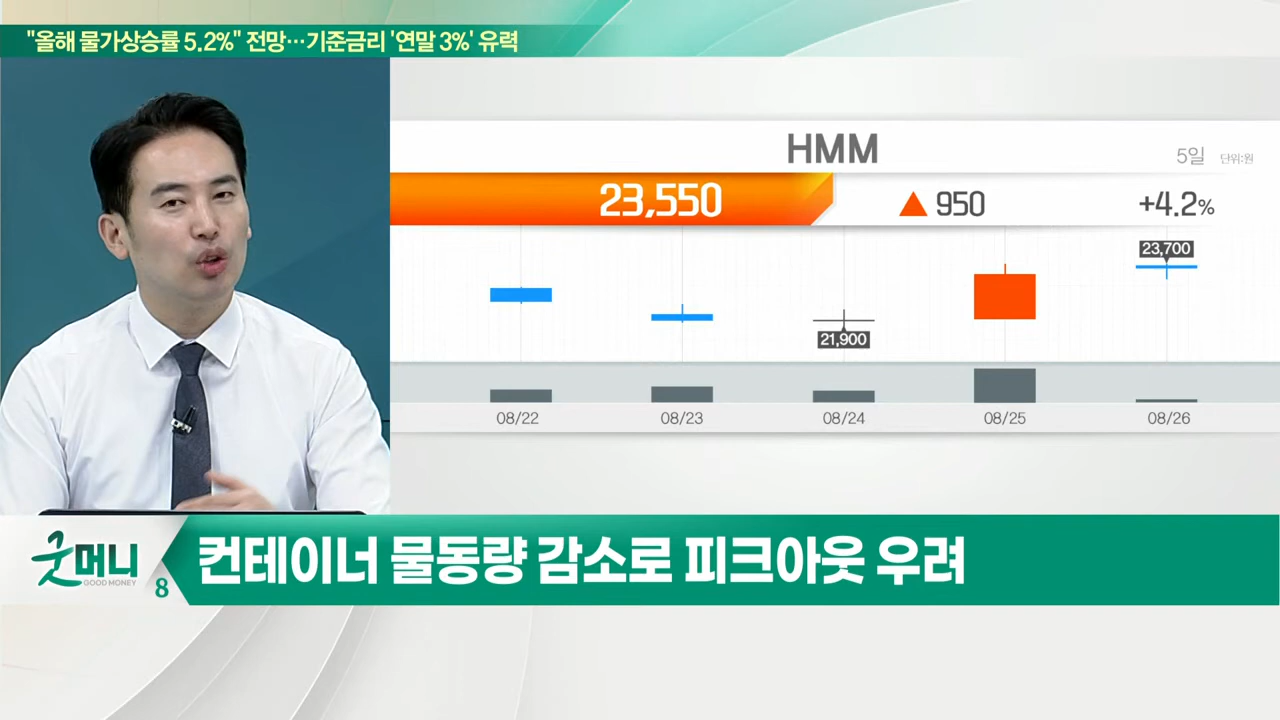 "올해 물가상승률 5.2%" 전망…기준금리 '연말 3%' 유력
HMM
5일 단위:원
23,550 ▲ 950 +4.2%
23,700
21,900
08/22 08/23 08/24 08/25 08/26
굿머니
GOOD MONEY
8
컨테이너 물동량 감소로 피크아웃 우려